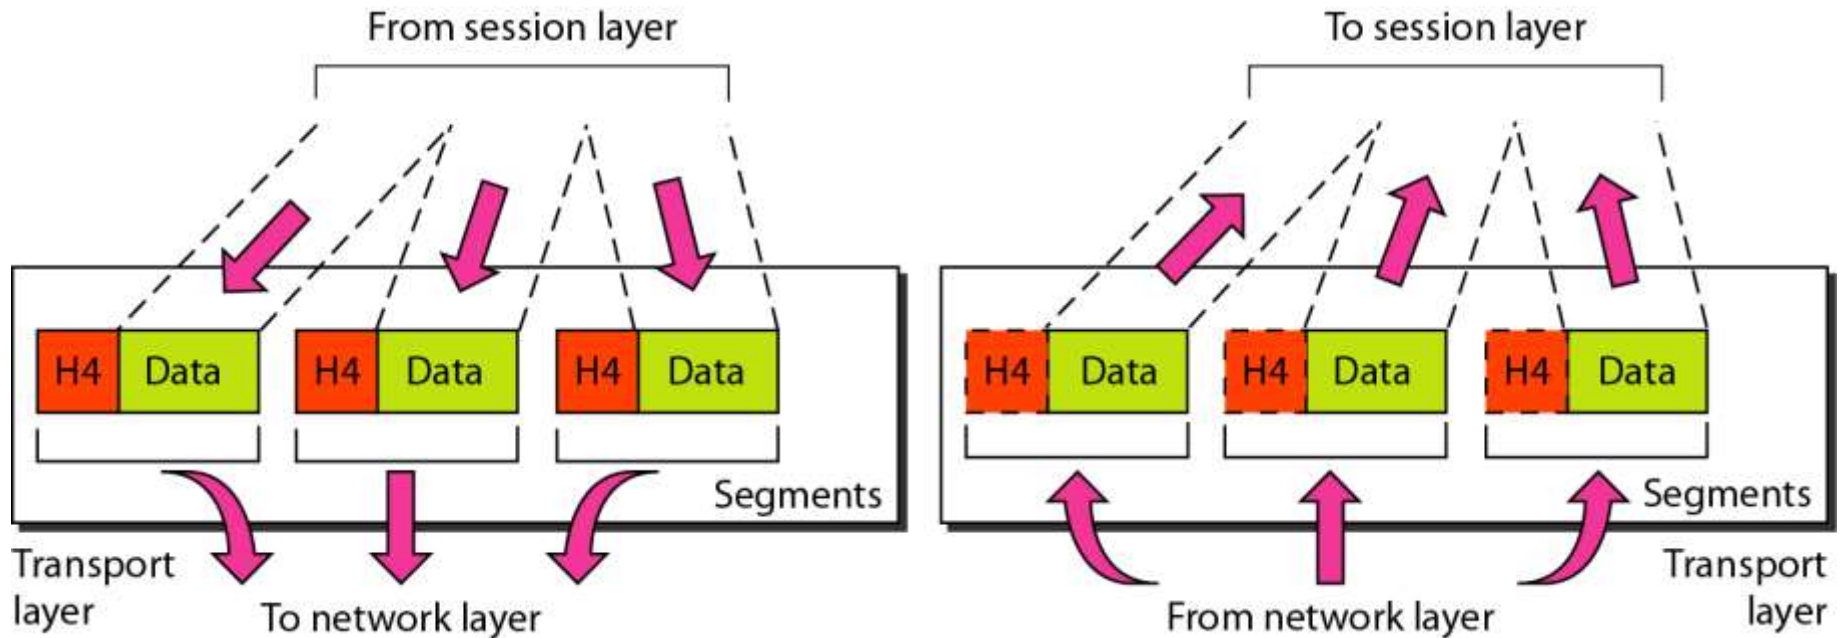 From session layer
H4 Data H4 Data H4 Data
Segments
Transport
layer
To network layer
To session layer
H4 Data H4 Data H4 Data
Segments
From network layer
Transport
layer